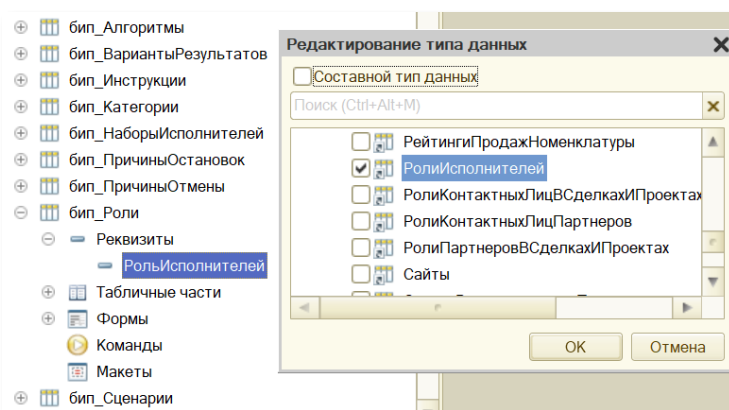 бип_Алгоритмы
бип_ВариантыРезультатов
бип_Инструкции
бип_Категории
бип_НаборыИсполнителей
бип_ПричиныОстановок
бип_ПричиныОтмены
бип_Роли
Реквизиты
РольИсполнителей
Табличные части
Формы
Команды
Макеты
бип_Сценарии
Редактирование типа данных
Составной тип данных
Поиск (Ctrl+Alt+M)
РейтингиПродажНоменклатуры
РолиИсполнителей
РолиКонтактныхЛицВСделкахИПроектах
РолиКонтактныхЛицПартнеров
РолиПартнеровВСделкахИПроектах
Сайты
OK Отмена